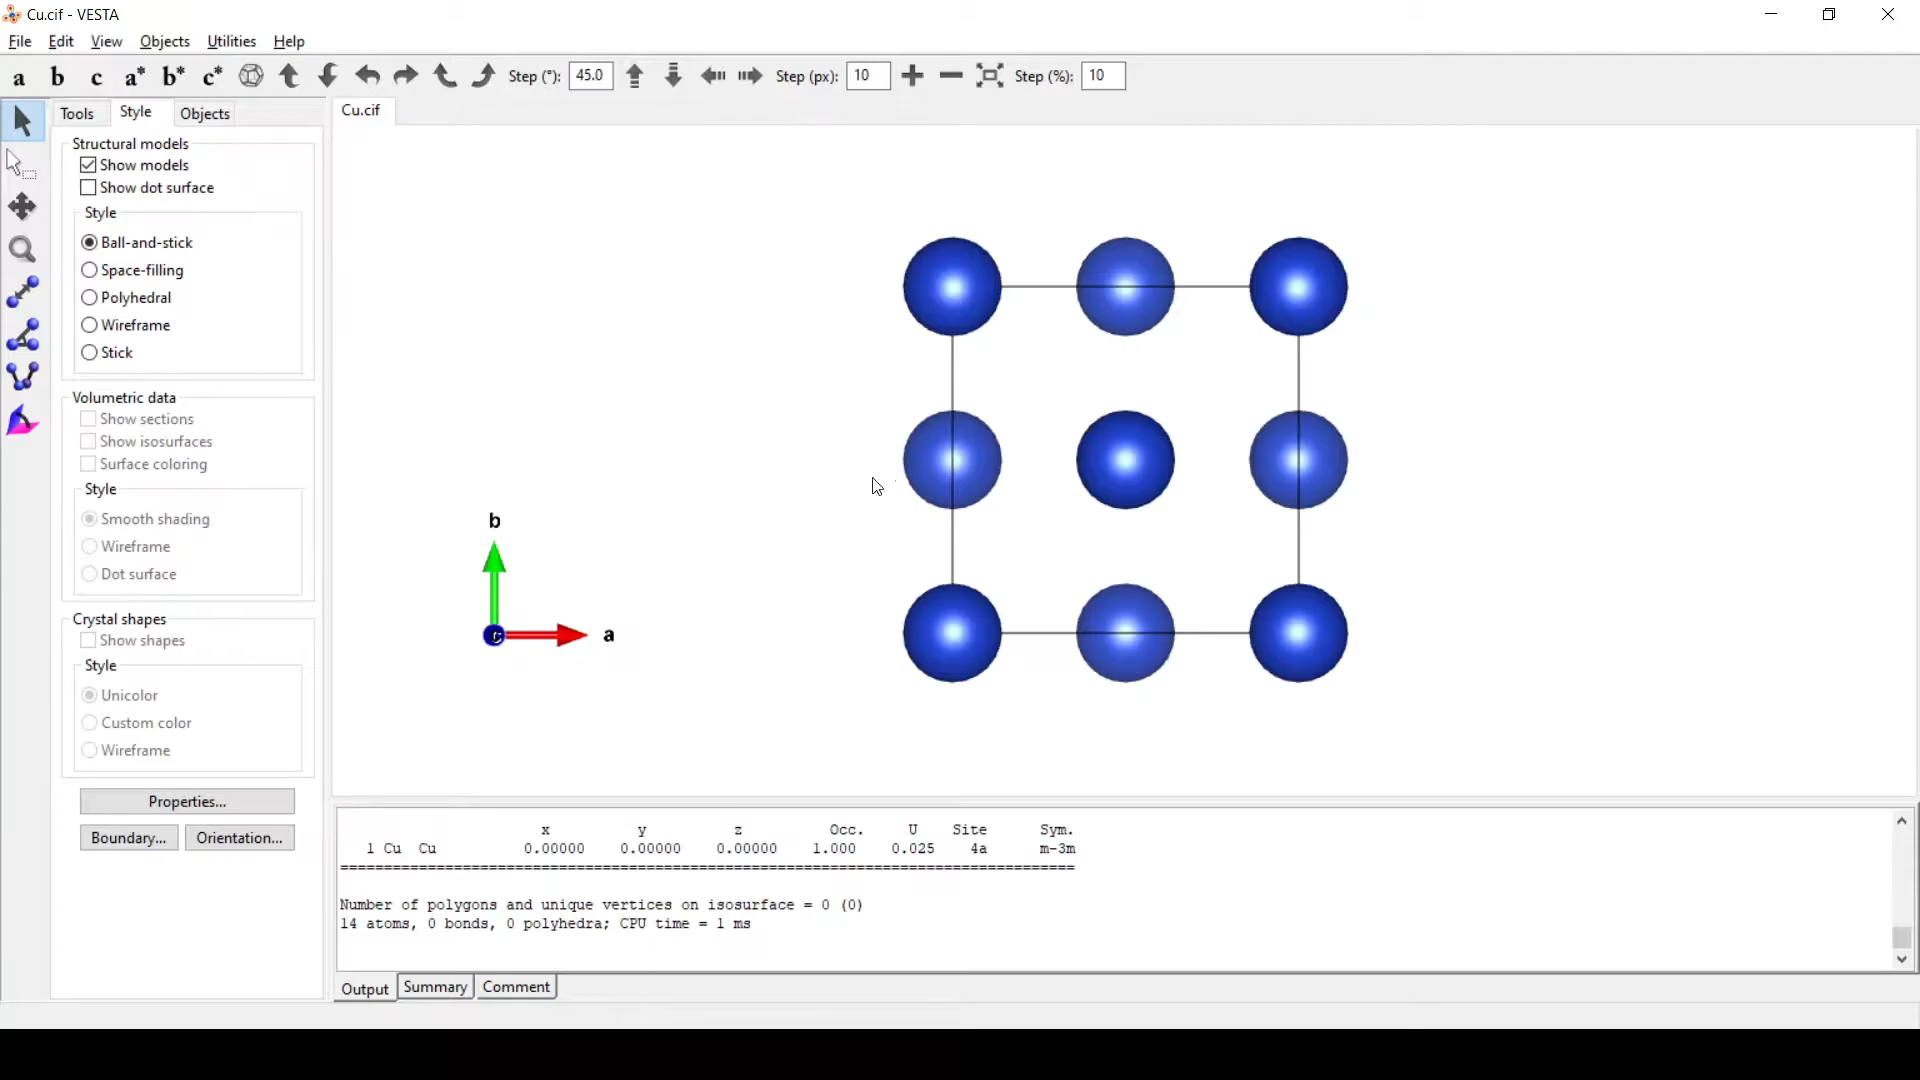 Cu.cif - VESTA
File Edit View Objects Utilities Help
a b c a* b* c* Step (°): 45.0 Step (px): 10 Step (%): 10
Tools Style Objects
Cu.cif
Structural models
Show models
Show dot surface
Style
Ball-and-stick
Space-filling
Polyhedral
Wireframe
Stick
Volumetric data
Show sections
Show isosurfaces
Surface coloring
Style
Smooth shading
Wireframe
Dot surface
Crystal shapes
Show shapes
Style
Unicolor
Custom color
Wireframe
Properties...
Boundary... Orientation...
b
c a
x y z Occ. U Site Sym.
1 Cu Cu 0.00000 0.00000 0.00000 1.000 0.025 4a m-3m
================================================================================
Number of polygons and unique vertices on isosurface = 0 (0)
14 atoms, 0 bonds, 0 polyhedra; CPU time = 1 ms
Output Summary Comment